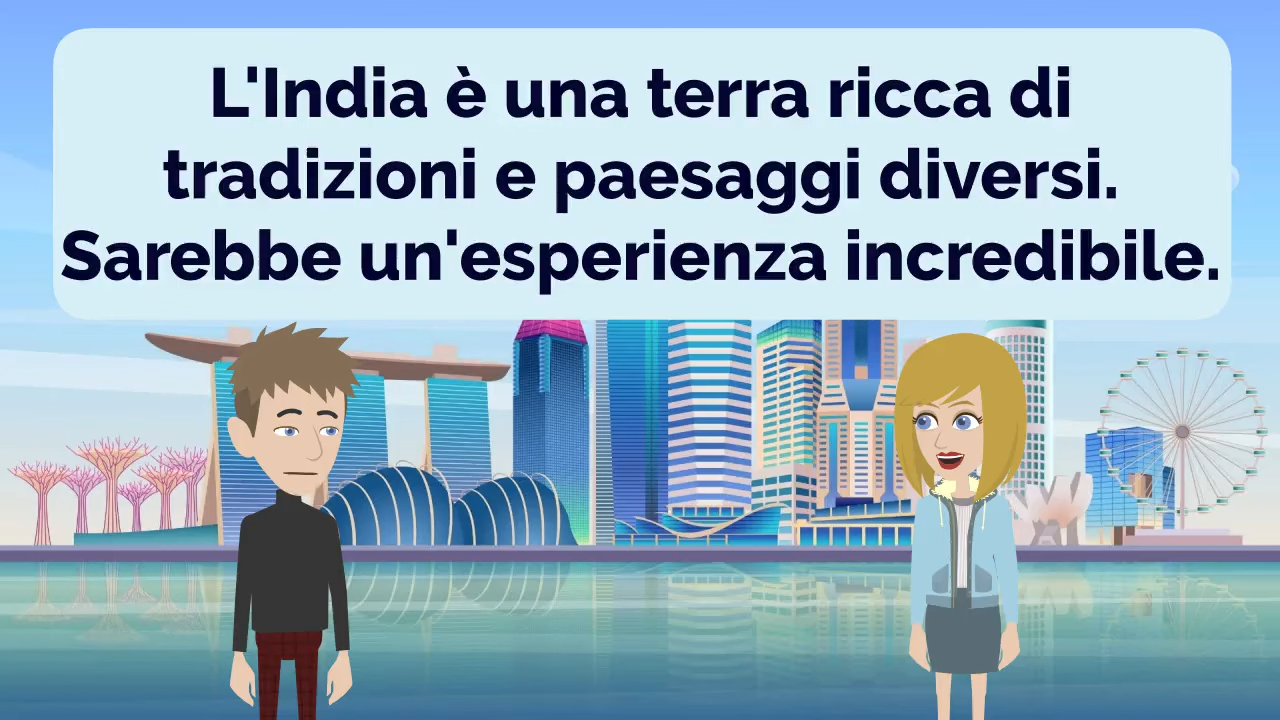 L'India è una terra ricca di
tradizioni e paesaggi diversi.
Sarebbe un'esperienza incredibile.